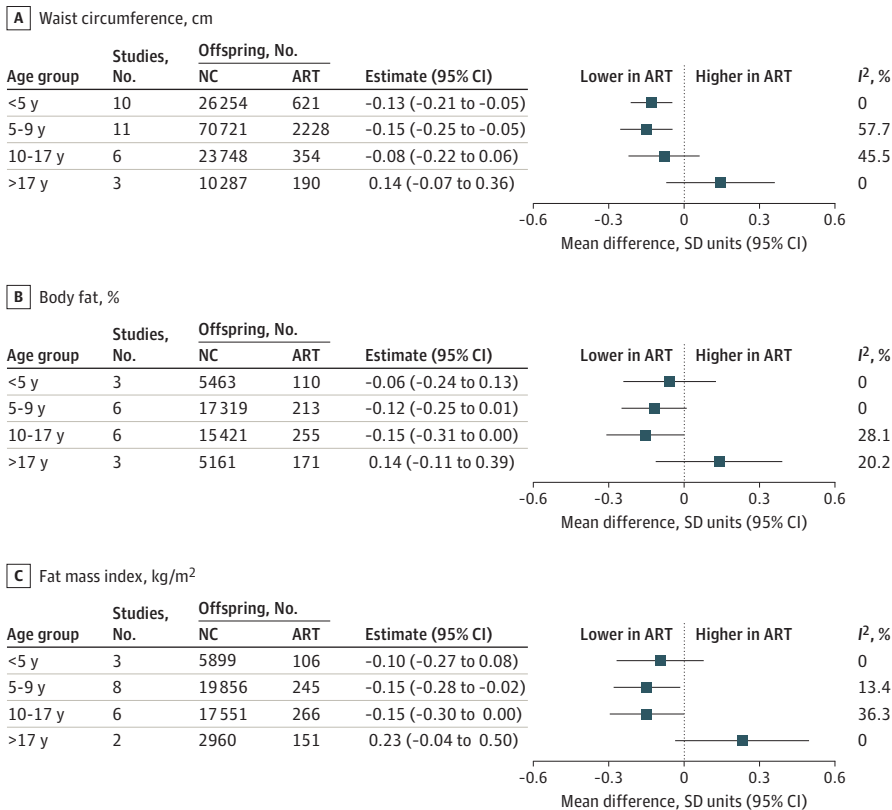 A Waist circumference, cm
Studies, Offspring, No.
Age group No. NC ART Estimate (95% CI) Lower in ART Higher in ART I2, %
<5 y 10 26254 621 -0.13 (-0.21 to -0.05) 0
5-9 y 11 70721 2228 -0.15 (-0.25 to -0.05) 57.7
10-17 y 6 23748 354 -0.08 (-0.22 to 0.06) 45.5
>17 y 3 10287 190 0.14 (-0.07 to 0.36) 0
-0.6 -0.3 0 0.3 0.6
Mean difference, SD units (95% CI)
B Body fat, %
Studies, Offspring, No.
Age group No. NC ART Estimate (95% CI) Lower in ART Higher in ART I2, %
<5 y 3 5463 110 -0.06 (-0.24 to 0.13) 0
5-9 y 6 17319 213 -0.12 (-0.25 to 0.01) 0
10-17 y 6 15421 255 -0.15 (-0.31 to 0.00) 28.1
>17 y 3 5161 171 0.14 (-0.11 to 0.39) 20.2
-0.6 -0.3 0 0.3 0.6
Mean difference, SD units (95% CI)
C Fat mass index, kg/m2
Studies, Offspring, No.
Age group No. NC ART Estimate (95% CI) Lower in ART Higher in ART I2, %
<5 y 3 5899 106 -0.10 (-0.27 to 0.08) 0
5-9 y 8 19856 245 -0.15 (-0.28 to -0.02) 13.4
10-17 y 6 17551 266 -0.15 (-0.30 to 0.00) 36.3
>17 y 2 2960 151 0.23 (-0.04 to 0.50) 0
-0.6 -0.3 0 0.3 0.6
Mean difference, SD units (95% CI)